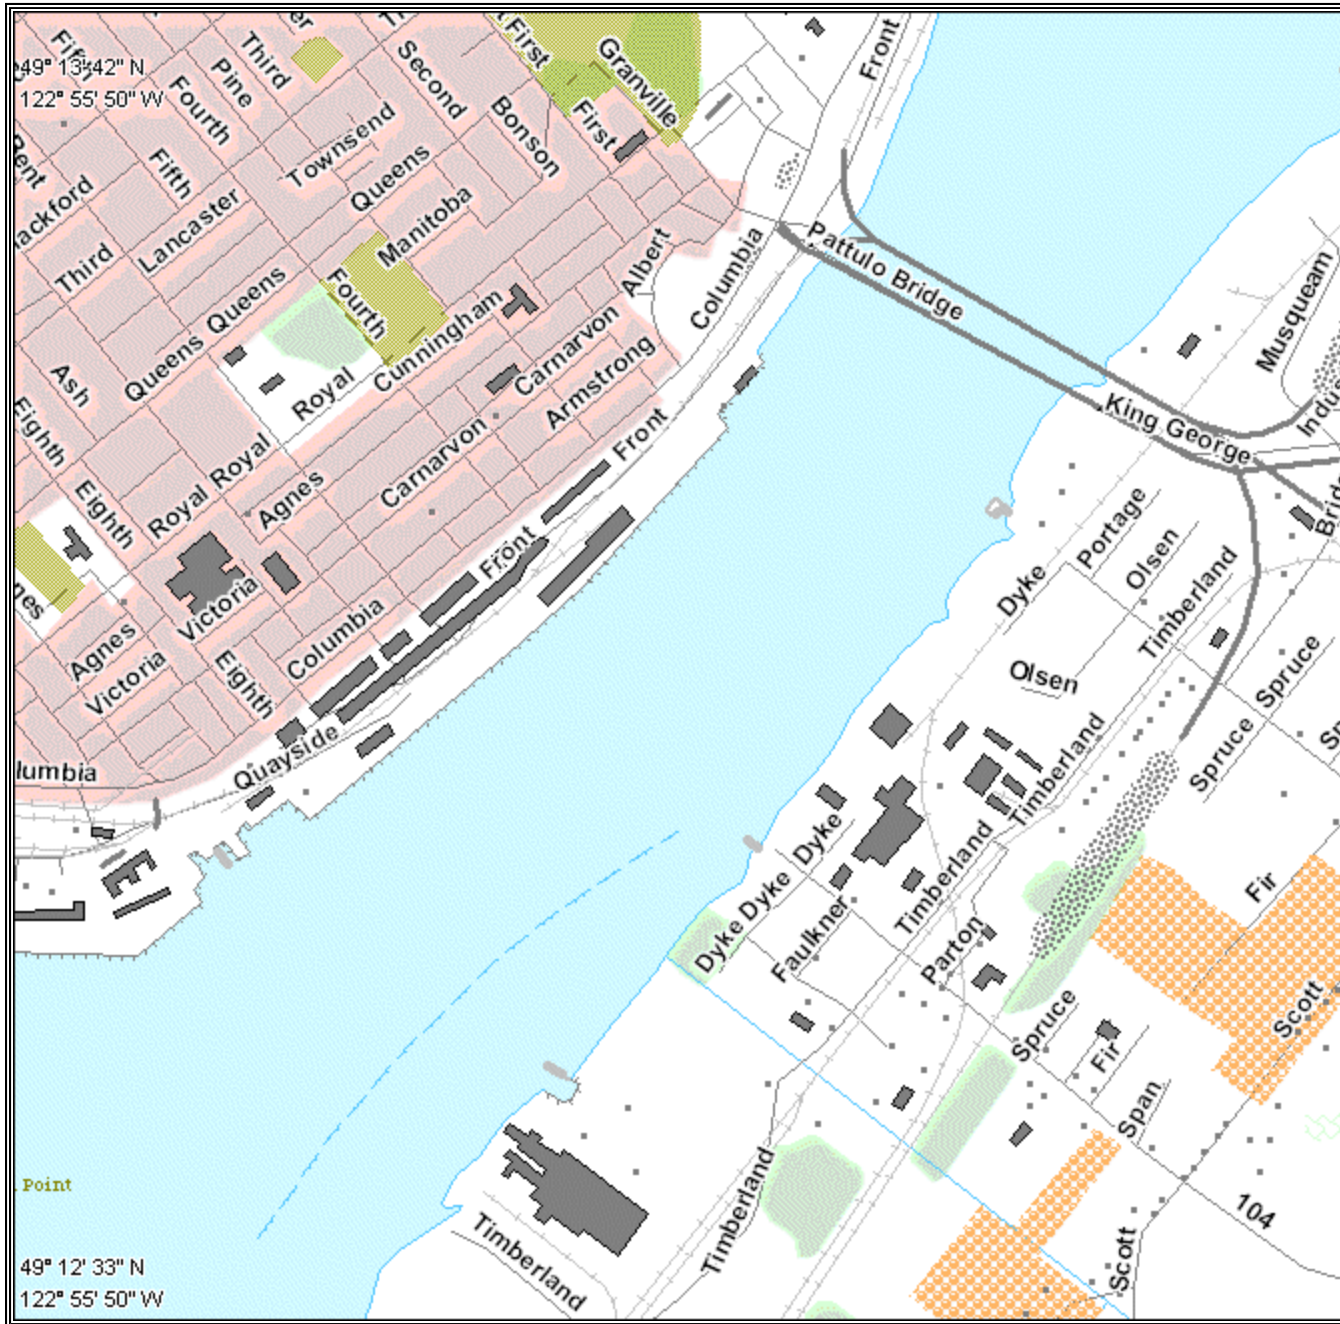 Fifth
Third
Second
First
Granville
Front
49° 13' 42" N
122° 55' 50" W
Pine
Fourth
Bonson
First
Townsend
Queens
Fifth
Lancaster
Manitoba
Third
Queens
Fourth
Albert
Columbia
Pattulo Bridge
Musqueam
Ash
Queens
Cunningham
Carnarvon
Armstrong
Royal
King George
Eighth
Royal
Agnes
Carnarvon
Front
Eighth
Royal
Front
Portage
Olsen
Dyke
Timberland
Victoria
Columbia
Agnes
Victoria
Eighth
Olsen
Spruce
Quayside
Timberland
Spruce
lumbia
Dyke
Timberland
Dyke
Dyke
Fir
Faulkner
Parton
Scott
Spruce
Fir
Span
Point
Timberland
104
Timberland
Scott
49° 12' 33" N
122° 55' 50" W